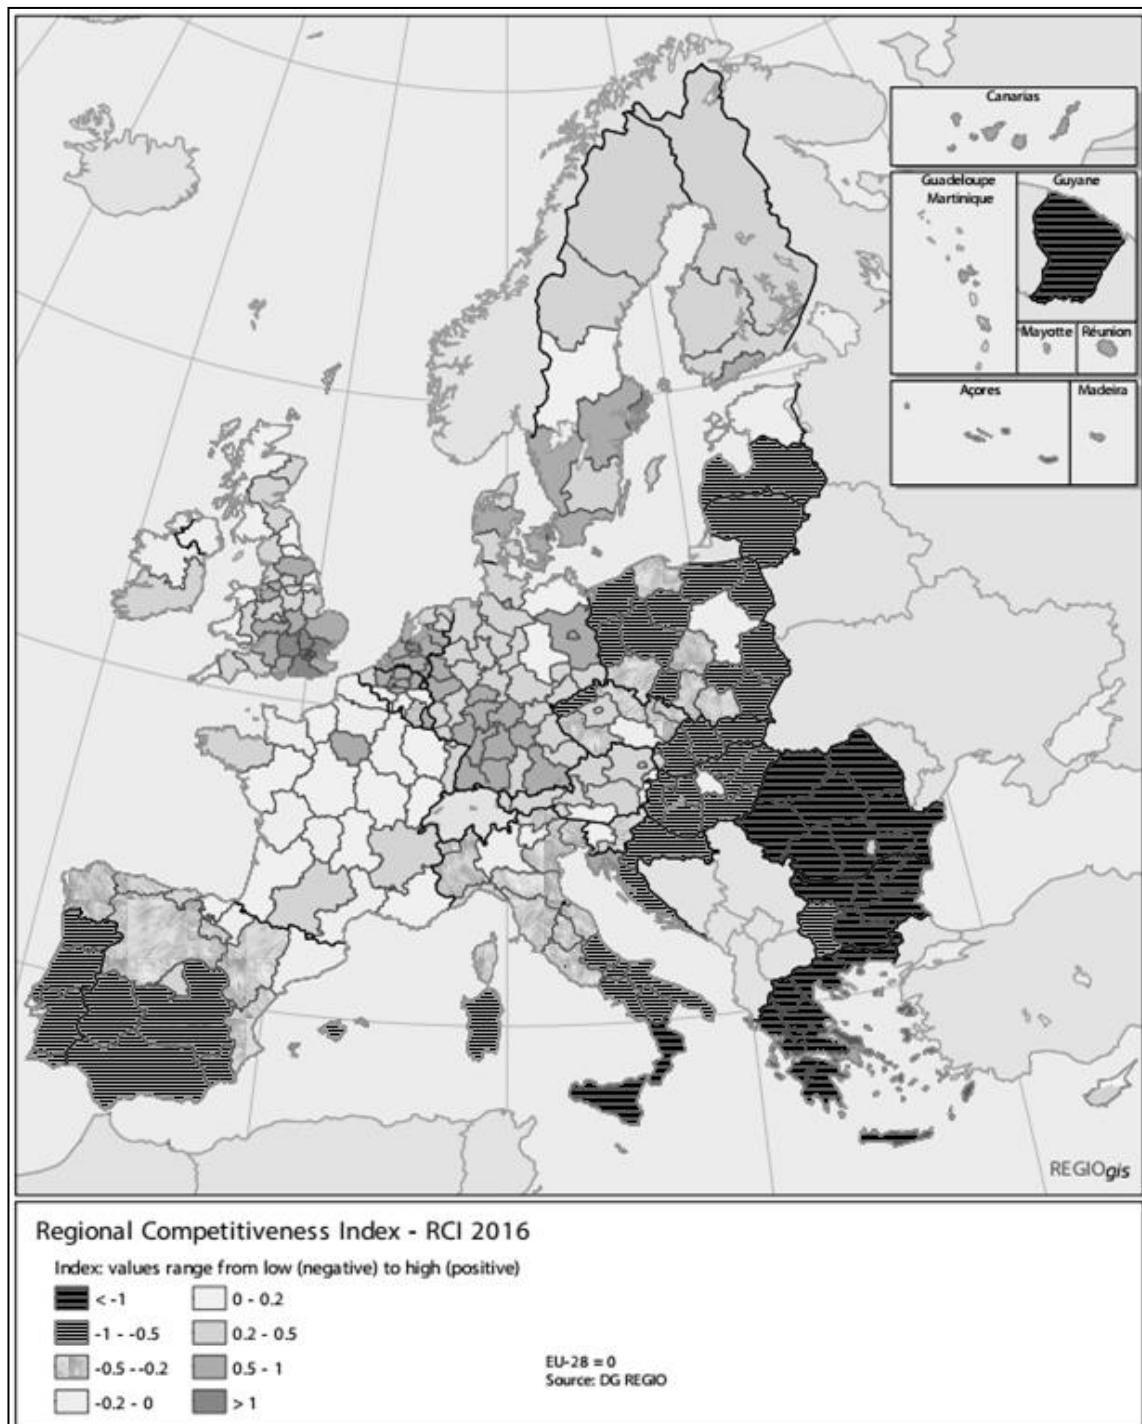 Canarias
Guadeloupe
Martinique
Guyane
Mayotte
Réunion
Açores
Madeira
REGIOgis
Regional Competitiveness Index - RCI 2016
Index: values range from low (negative) to high (positive)
< -1
0 - 0.2
-1 - -0.5
0.2 - 0.5
-0.5 --0.2
0.5 - 1
-0.2 - 0
> 1
EU-28 = 0
Source: DG REGIO